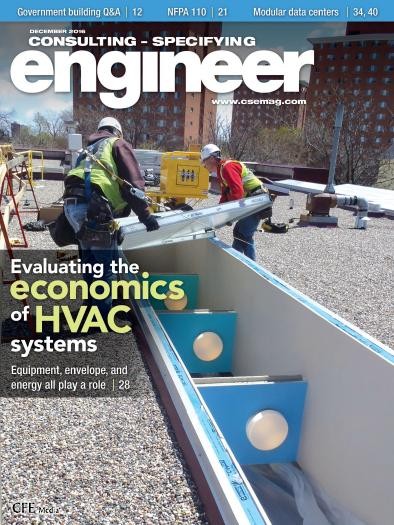 Government building Q&A | 12 NFPA 110 | 21 Modular data centers | 34, 40
DECEMBER 2016
CONSULTING – SPECIFYING
engineer
www.csemag.com
Evaluating the
economics
of HVAC
systems
Equipment, envelope, and
energy all play a role | 28
CFE Media